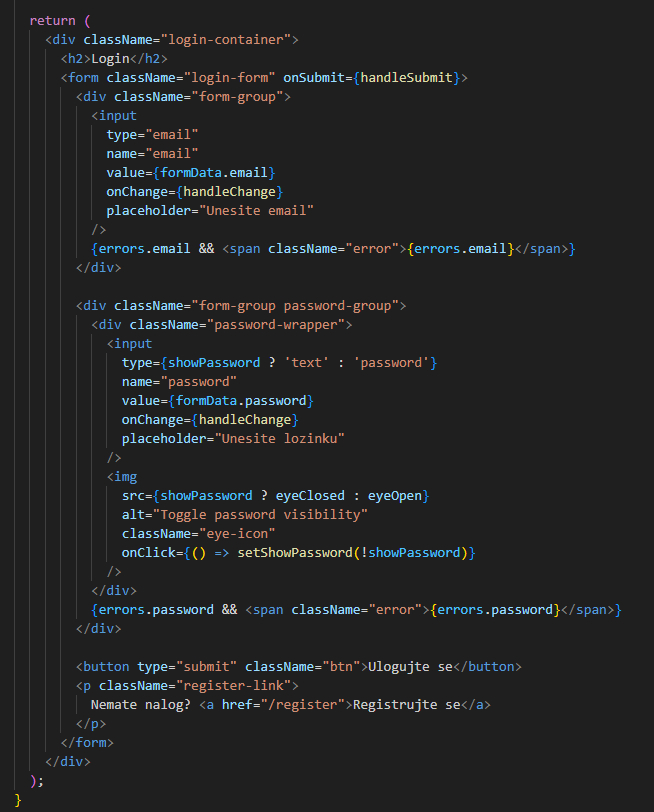 return (
<div className="login-container">
<h2>Login</h2>
<form className="login-form" onSubmit={handleSubmit}>
<div className="form-group">
<input
type="email"
name="email"
value={formData.email}
onChange={handleChange}
placeholder="Unesite email"
/>
{errors.email && <span className="error">{errors.email}</span>}
</div>
<div className="form-group password-group">
<div className="password-wrapper">
<input
type={showPassword ? 'text' : 'password'}
name="password"
value={formData.password}
onChange={handleChange}
placeholder="Unesite lozinku"
/>
<img
src={showPassword ? eyeClosed : eyeOpen}
alt="Toggle password visibility"
className="eye-icon"
onClick={() => setShowPassword(!showPassword)}
/>
</div>
{errors.password && <span className="error">{errors.password}</span>}
</div>
<button type="submit" className="btn">Ulogujte se</button>
<p className="register-link">
Nemate nalog? <a href="/register">Registrujte se</a>
</p>
</form>
</div>
);
}